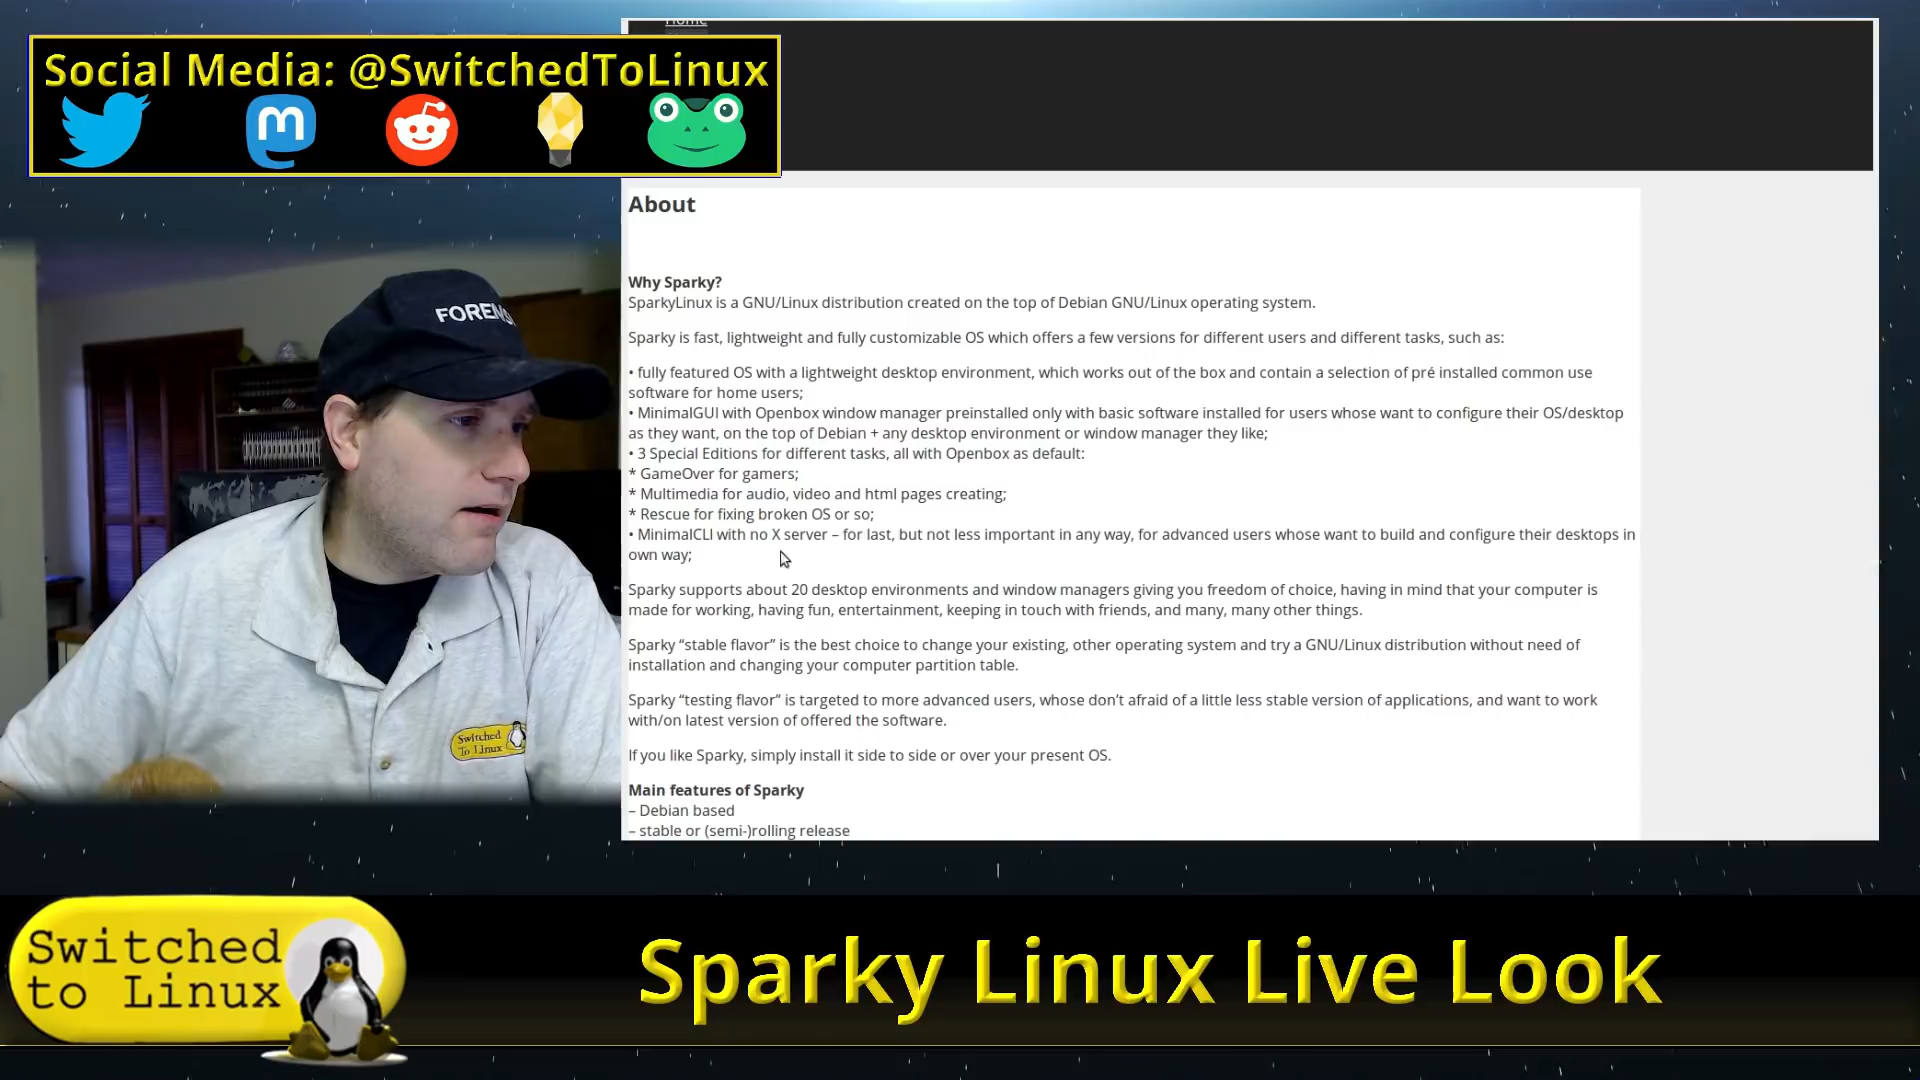 Home
Social Media: @SwitchedToLinux
About
Why Sparky?
SparkyLinux is a GNU/Linux distribution created on the top of Debian GNU/Linux operating system.
Sparky is fast, lightweight and fully customizable OS which offers a few versions for different users and different tasks, such as:
• fully featured OS with a lightweight desktop environment, which works out of the box and contain a selection of pré installed common use
software for home users;
• MinimalGUI with Openbox window manager preinstalled only with basic software installed for users whose want to configure their OS/desktop
as they want, on the top of Debian + any desktop environment or window manager they like;
• 3 Special Editions for different tasks, all with Openbox as default:
* GameOver for gamers;
* Multimedia for audio, video and html pages creating;
* Rescue for fixing broken OS or so;
• MinimalCLI with no X server – for last, but not less important in any way, for advanced users whose want to build and configure their desktops in
own way;
Sparky supports about 20 desktop environments and window managers giving you freedom of choice, having in mind that your computer is
made for working, having fun, entertainment, keeping in touch with friends, and many, many other things.
Sparky “stable flavor” is the best choice to change your existing, other operating system and try a GNU/Linux distribution without need of
installation and changing your computer partition table.
Sparky “testing flavor” is targeted to more advanced users, whose don’t afraid of a little less stable version of applications, and want to work
with/on latest version of offered the software.
If you like Sparky, simply install it side to side or over your present OS.
Main features of Sparky
– Debian based
– stable or (semi-)rolling release
Switched
To Linux
Switched
to Linux
Sparky Linux Live Look